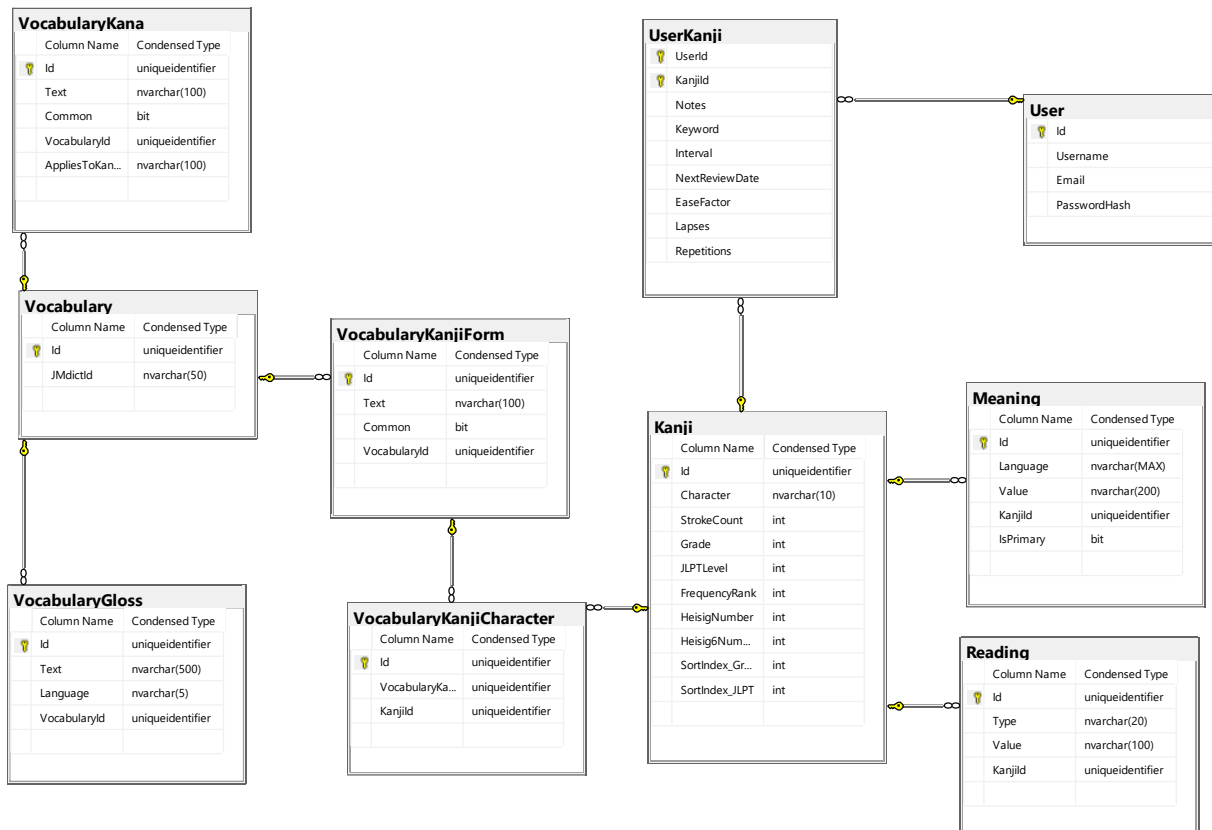 VocabularyKana
Column Name Condensed Type
Id uniqueidentifier
Text nvarchar(100)
Common bit
VocabularyId uniqueidentifier
AppliesToKan... nvarchar(100)
Vocabulary
Column Name Condensed Type
Id uniqueidentifier
JMdictId nvarchar(50)
VocabularyGloss
Column Name Condensed Type
Id uniqueidentifier
Text nvarchar(500)
Language nvarchar(5)
VocabularyId uniqueidentifier
VocabularyKanjiForm
Column Name Condensed Type
Id uniqueidentifier
Text nvarchar(100)
Common bit
VocabularyId uniqueidentifier
VocabularyKanjiCharacter
Column Name Condensed Type
Id uniqueidentifier
VocabularyKa... uniqueidentifier
KanjiId uniqueidentifier
UserKanji
UserId
KanjiId
Notes
Keyword
Interval
NextReviewDate
EaseFactor
Lapses
Repetitions
User
Id
Username
Email
PasswordHash
Kanji
Column Name Condensed Type
Id uniqueidentifier
Character nvarchar(10)
StrokeCount int
Grade int
JLPTLevel int
FrequencyRank int
HeisigNumber int
Heisig6Num... int
SortIndex_Gr... int
SortIndex_JLPT int
Meaning
Column Name Condensed Type
Id uniqueidentifier
Language nvarchar(MAX)
Value nvarchar(200)
KanjiId uniqueidentifier
IsPrimary bit
Reading
Column Name Condensed Type
Id uniqueidentifier
Type nvarchar(20)
Value nvarchar(100)
KanjiId uniqueidentifier